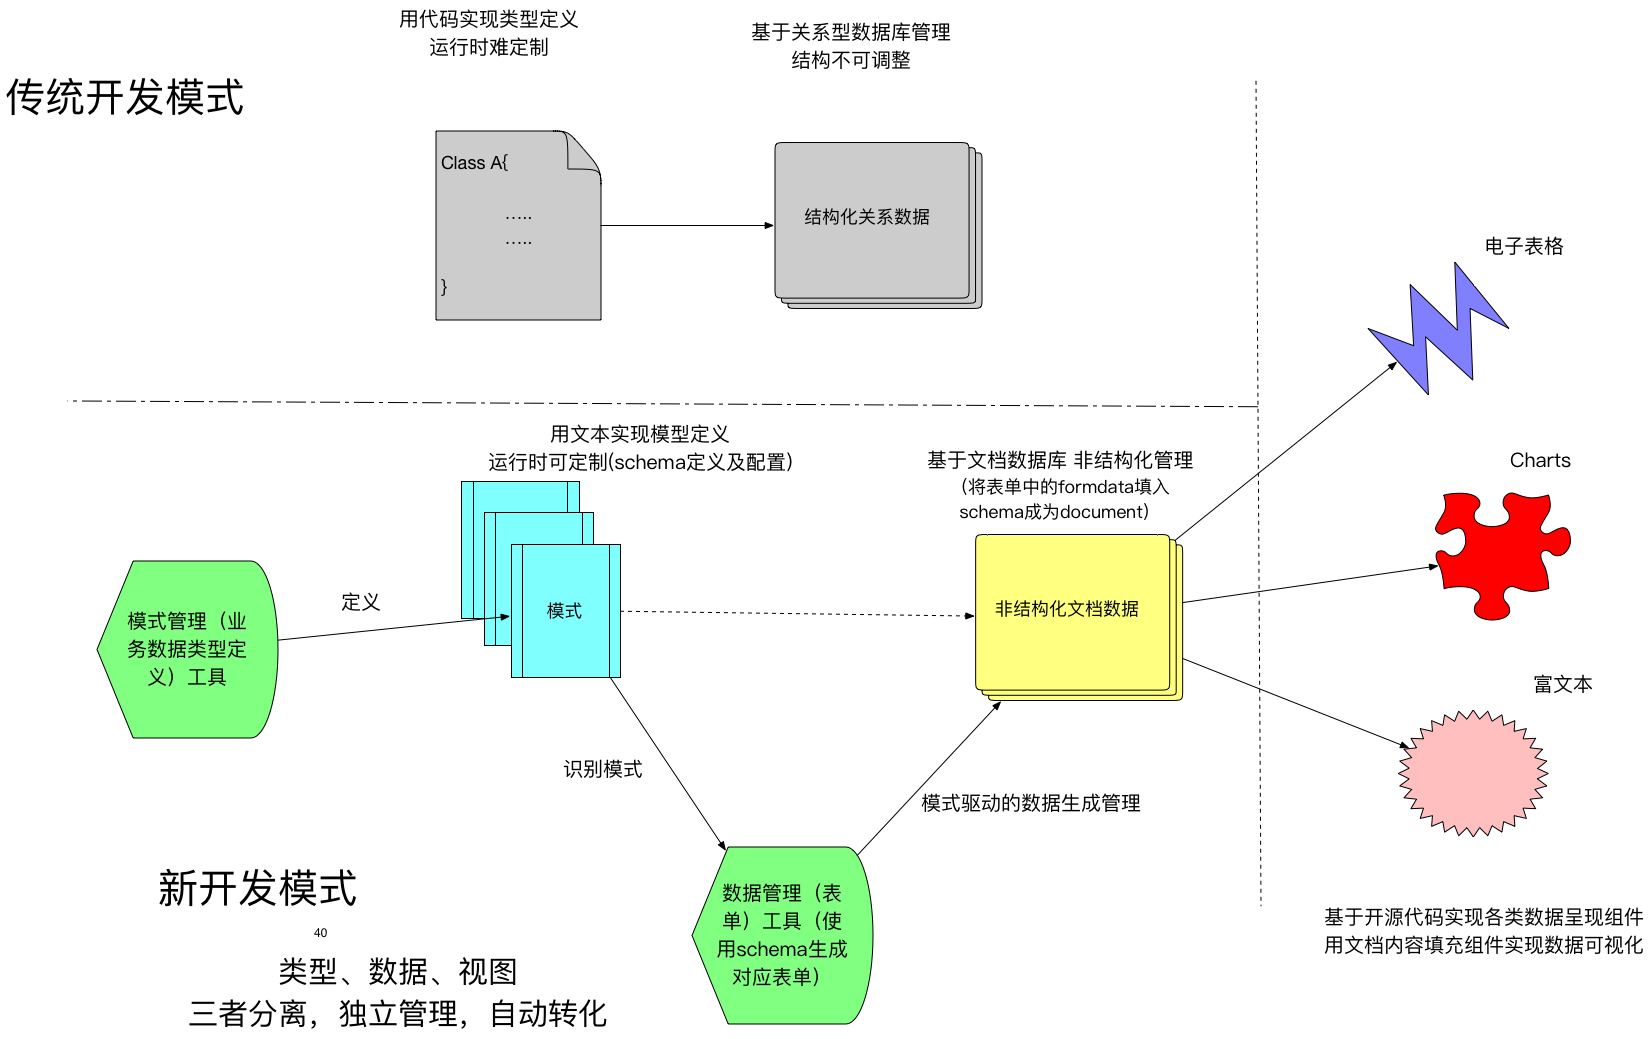 用代码实现类型定义
运行时难定制
基于关系型数据库管理
结构不可调整
传统开发模式
Class A{
.....
.....
}
结构化关系数据
电子表格
用文本实现模型定义
运行时可定制(schema定义及配置)
基于文档数据库 非结构化管理
（将表单中的formdata填入
schema成为document）
Charts
模式管理（业
务数据类型定
义）工具
定义
模式
非结构化文档数据
富文本
识别模式
模式驱动的数据生成管理
数据管理（表
单）工具（使
用schema生成
对应表单）
新开发模式
40
类型、数据、视图
三者分离，独立管理，自动转化
基于开源代码实现各类数据呈现组件
用文档内容填充组件实现数据可视化